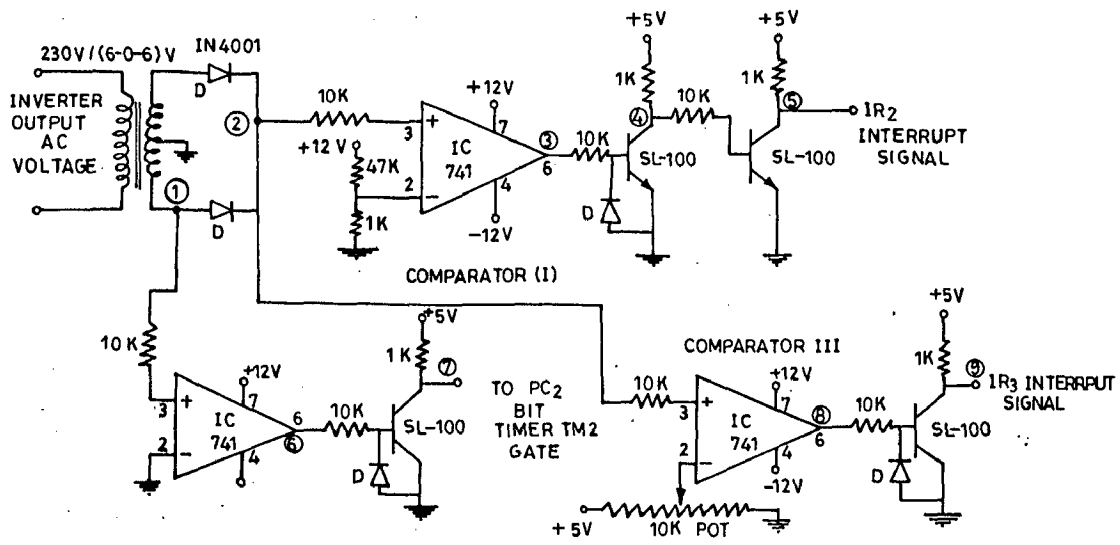 230V/(6-0-6)V
IN4001
D
INVERTER
OUTPUT
AC
VOLTAGE
②
①
D
10K
+12V
47K
1K
3
2
+
−
IC
741
+12V
7
4
-12V
③
6
10K
D
+5V
1K
④
SL-100
10K
+5V
1K
⑤
SL-100
IR2
INTERRUPT
SIGNAL
COMPARATOR (I)
10K
3
2
+
−
IC
741
+12V
7
4
6
⑥
10K
D
+5V
1K
⑦
SL-100
TO PC2
BIT
TIMER TM2
GATE
COMPARATOR III
10K
3
2
+
−
IC
741
+12V
7
4
-12V
⑧
6
+5V
10K POT
10K
D
+5V
1K
⑨
SL-100
IR3 INTERRPUT
SIGNAL